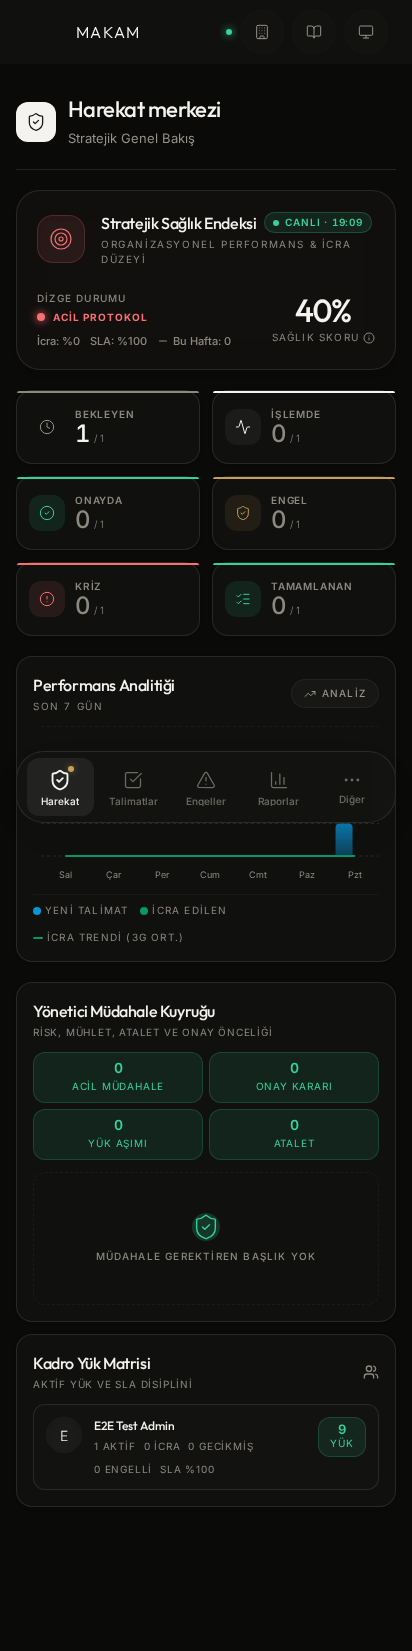 MAKAM
Harekat merkezi
Stratejik Genel Bakış
Stratejik Sağlık Endeksi
CANLI · 19:09
ORGANİZASYONEL PERFORMANS & İCRA
DÜZEYİ
DİZGE DURUMU
ACİL PROTOKOL
İcra: %0 SLA: %100 — Bu Hafta: 0
40%
SAĞLIK SKORU
BEKLEYEN
1 / 1
İŞLEMDE
0 / 1
ONAYDA
0 / 1
ENGEL
0 / 1
KRİZ
0 / 1
TAMAMLANAN
0 / 1
Performans Analitiği
SON 7 GÜN
ANALİZ
Harekat
Talimatlar
Engeller
Raporlar
Diğer
Sal Çar Per Cum Cmt Paz Pzt
YENİ TALİMAT İCRA EDİLEN
İCRA TRENDİ (3G ORT.)
Yönetici Müdahale Kuyruğu
RİSK, MÜHLET, ATALET VE ONAY ÖNCELİĞİ
0
ACİL MÜDAHALE
0
ONAY KARARI
0
YÜK AŞIMI
0
ATALET
MÜDAHALE GEREKTİREN BAŞLIK YOK
Kadro Yük Matrisi
AKTİF YÜK VE SLA DİSİPLİNİ
E
E2E Test Admin
1 AKTİF 0 İCRA 0 GECİKMİŞ
0 ENGELLİ SLA %100
9
YÜK